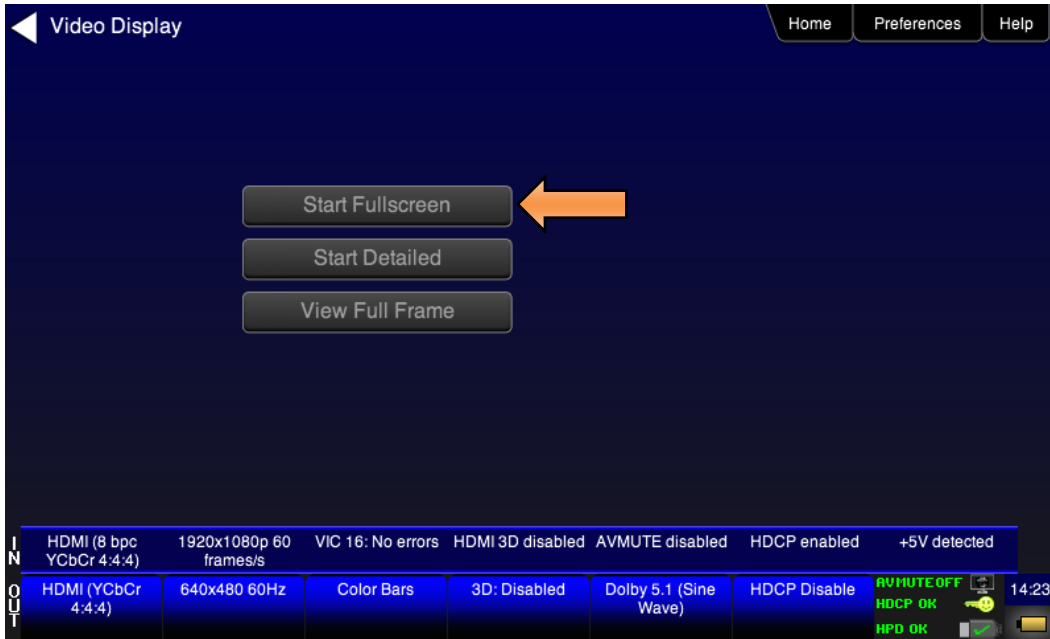 Video Display
Home
Preferences
Help
Start Fullscreen
Start Detailed
View Full Frame
IN
HDMI (8 bpc
YCbCr 4:4:4)
1920x1080p 60
frames/s
VIC 16: No errors
HDMI 3D disabled
AVMUTE disabled
HDCP enabled
+5V detected
OUT
HDMI (YCbCr
4:4:4)
640x480 60Hz
Color Bars
3D: Disabled
Dolby 5.1 (Sine
Wave)
HDCP Disable
AVMUTEOFF
HDCP OK
HPD OK
14:23